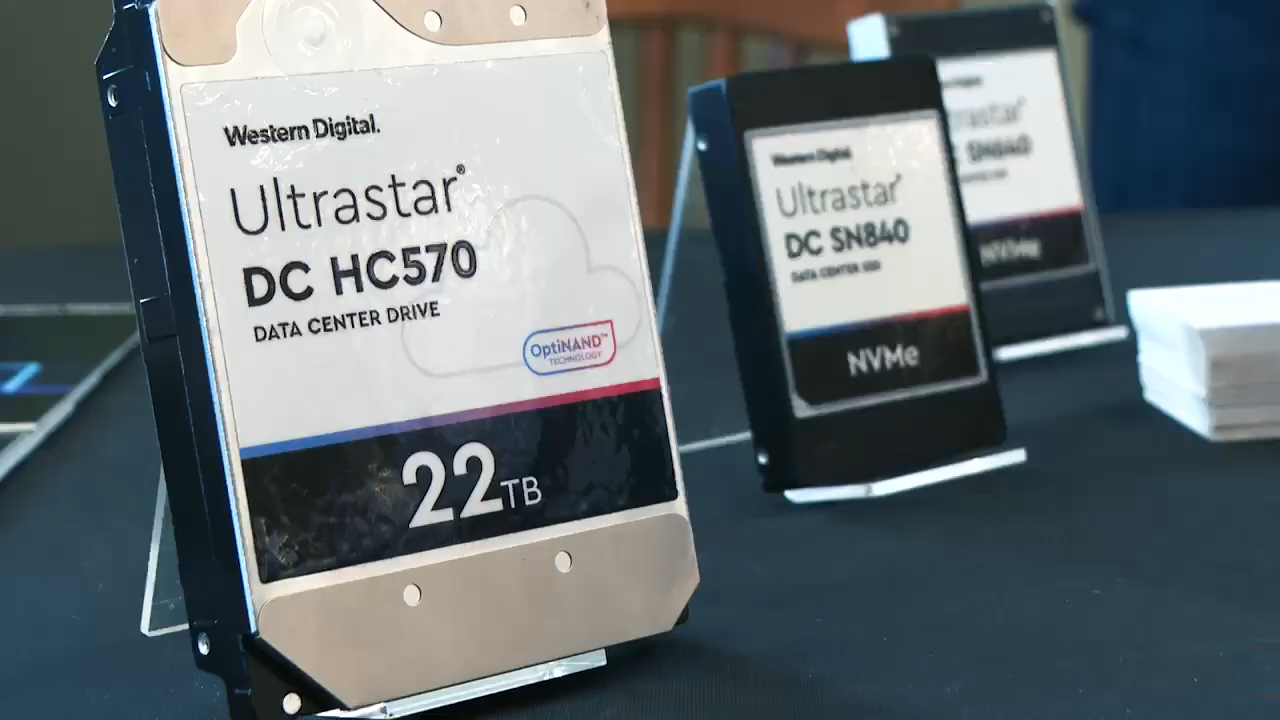 Western Digital.
Ultrastar®
DC HC570
DATA CENTER DRIVE
OptiNAND™
TECHNOLOGY
22TB
Western Digital
Ultrastar
DC SN840
DATA CENTER SSD
NVMe
SN640
NVMe